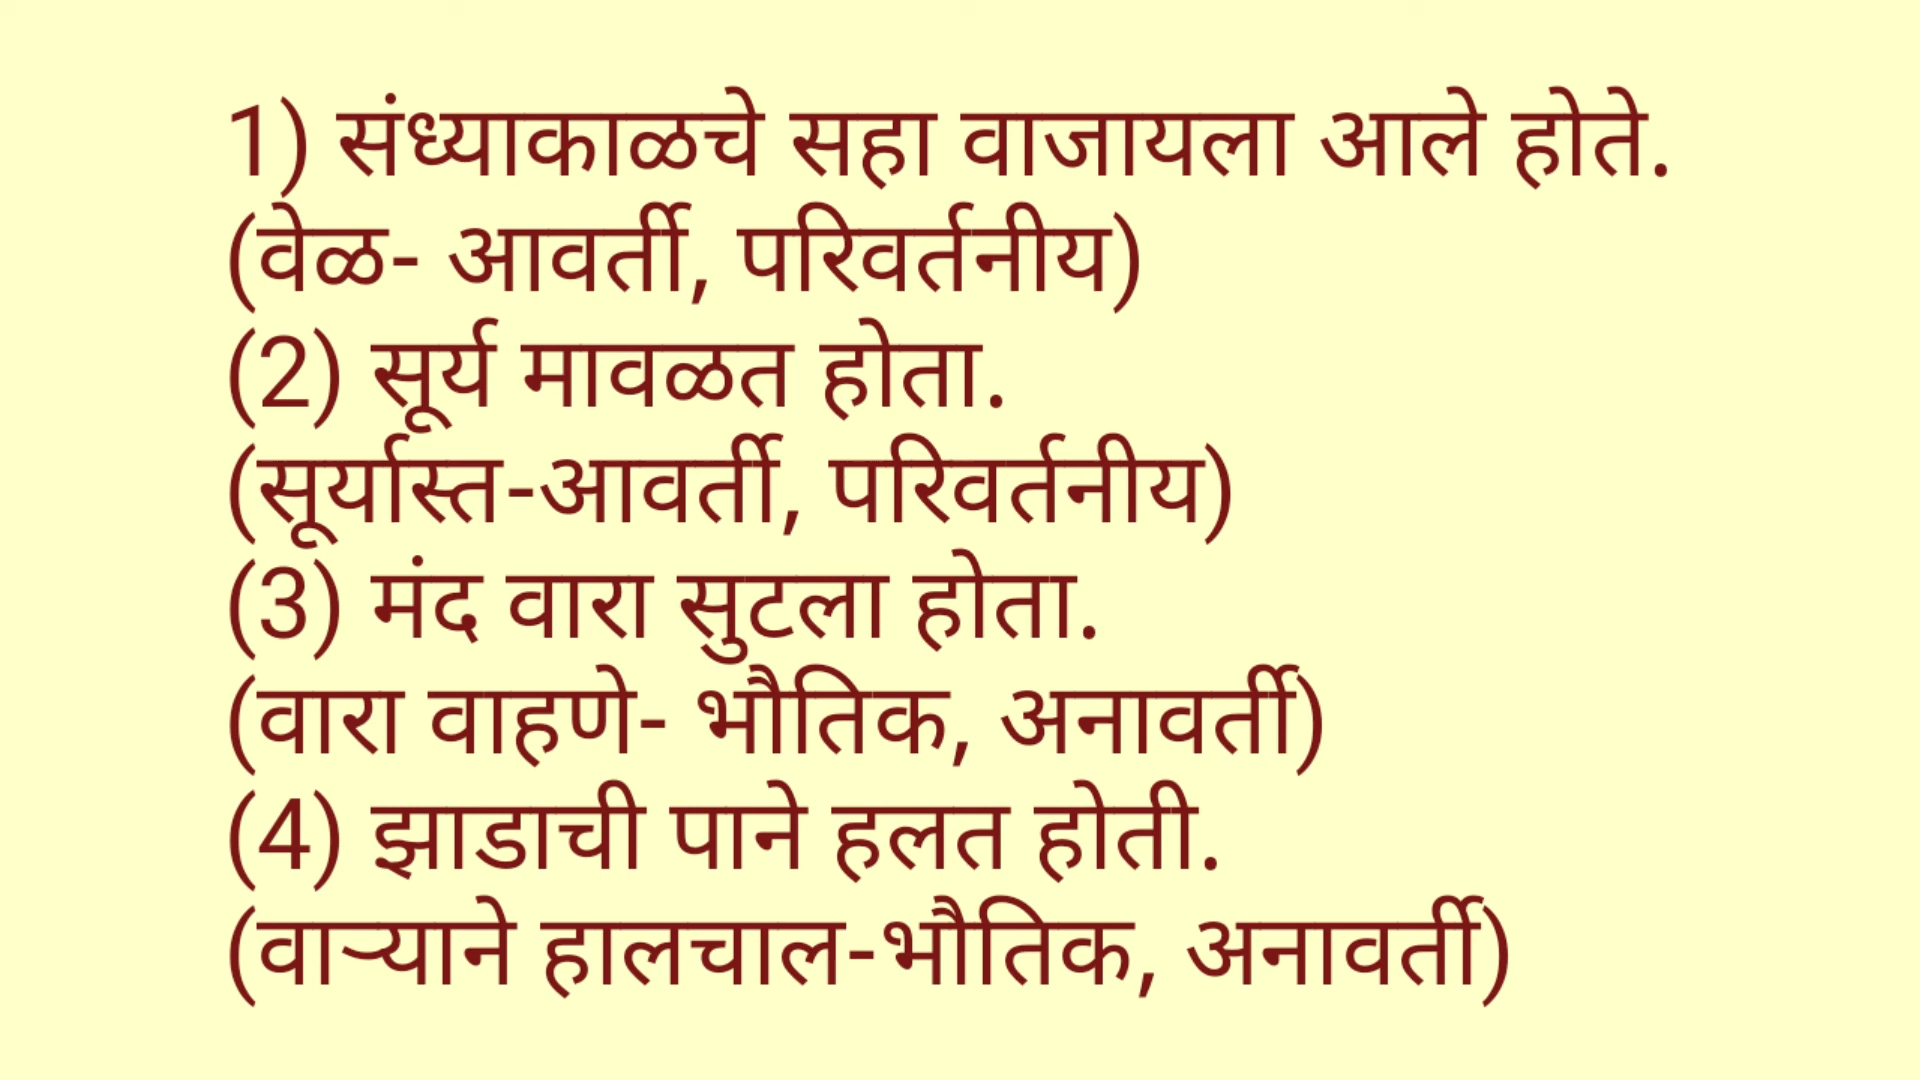 1) संध्याकाळचे सहा वाजायला आले होते.
(वेळ- आवर्ती, परिवर्तनीय)
(2) सूर्य मावळत होता.
(सूर्यास्त-आवर्ती, परिवर्तनीय)
(3) मंद वारा सुटला होता.
(वारा वाहणे- भौतिक, अनावर्ती)
(4) झाडाची पाने हलत होती.
(वाऱ्याने हालचाल-भौतिक, अनावर्ती)